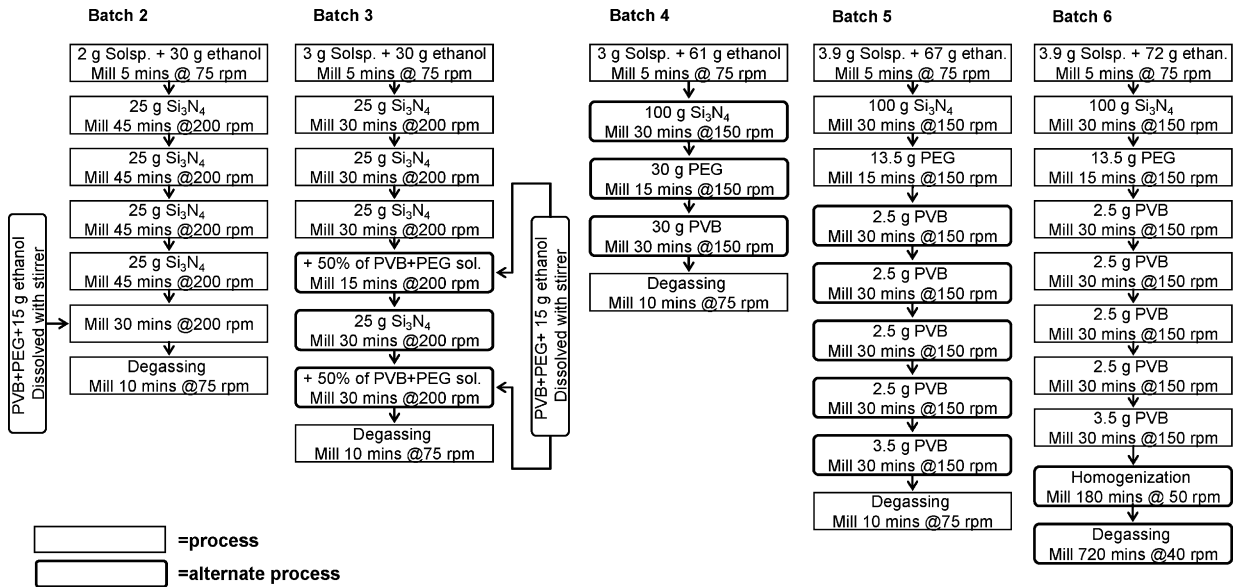 Batch 2
2 g Solsp. + 30 g ethanol
Mill 5 mins @ 75 rpm
25 g Si₃N₄
Mill 45 mins @200 rpm
25 g Si₃N₄
Mill 45 mins @200 rpm
25 g Si₃N₄
Mill 45 mins @200 rpm
25 g Si₃N₄
Mill 45 mins @200 rpm
PVB+PEG+15 g ethanol
Dissolved with stirrer
Mill 30 mins @200 rpm
Degassing
Mill 10 mins @75 rpm
Batch 3
3 g Solsp. + 30 g ethanol
Mill 5 mins @ 75 rpm
25 g Si₃N₄
Mill 30 mins @200 rpm
25 g Si₃N₄
Mill 30 mins @200 rpm
25 g Si₃N₄
Mill 30 mins @200 rpm
+ 50% of PVB+PEG sol.
Mill 15 mins @200 rpm
25 g Si₃N₄
Mill 30 mins @200 rpm
+ 50% of PVB+PEG sol.
Mill 30 mins @200 rpm
Degassing
Mill 10 mins @75 rpm
PVB+PEG+ 15 g ethanol
Dissolved with stirrer
Batch 4
3 g Solsp. + 61 g ethanol
Mill 5 mins @ 75 rpm
100 g Si₃N₄
Mill 30 mins @150 rpm
30 g PEG
Mill 15 mins @150 rpm
30 g PVB
Mill 30 mins @150 rpm
Degassing
Mill 10 mins @75 rpm
Batch 5
3.9 g Solsp. + 67 g ethan.
Mill 5 mins @ 75 rpm
100 g Si₃N₄
Mill 30 mins @150 rpm
13.5 g PEG
Mill 15 mins @150 rpm
2.5 g PVB
Mill 30 mins @150 rpm
2.5 g PVB
Mill 30 mins @150 rpm
2.5 g PVB
Mill 30 mins @150 rpm
2.5 g PVB
Mill 30 mins @150 rpm
3.5 g PVB
Mill 30 mins @150 rpm
Degassing
Mill 10 mins @75 rpm
Batch 6
3.9 g Solsp. + 72 g ethan.
Mill 5 mins @ 75 rpm
100 g Si₃N₄
Mill 30 mins @150 rpm
13.5 g PEG
Mill 15 mins @150 rpm
2.5 g PVB
Mill 30 mins @150 rpm
2.5 g PVB
Mill 30 mins @150 rpm
2.5 g PVB
Mill 30 mins @150 rpm
2.5 g PVB
Mill 30 mins @150 rpm
3.5 g PVB
Mill 30 mins @150 rpm
Homogenization
Mill 180 mins @ 50 rpm
Degassing
Mill 720 mins @40 rpm
=process
=alternate process